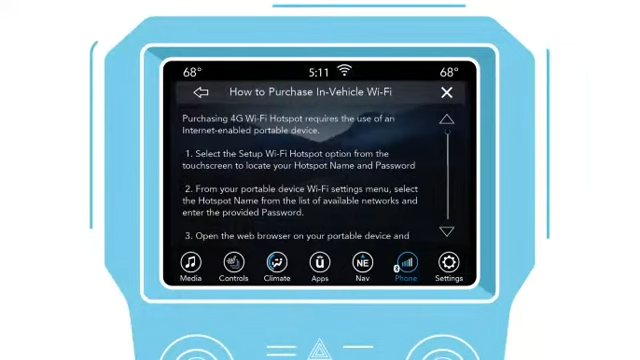 68° 5:11 68°
How to Purchase In-Vehicle Wi-Fi
Purchasing 4G Wi-Fi Hotspot requires the use of an
Internet-enabled portable device.
1. Select the Setup Wi-Fi Hotspot option from the
touchscreen to locate your Hotspot Name and Password
2. From your portable device Wi-Fi settings menu, select
the Hotspot Name from the list of available networks and
enter the provided Password.
3. Open the web browser on your portable device and
ū NE
Media Controls Climate Apps Nav Phone Settings